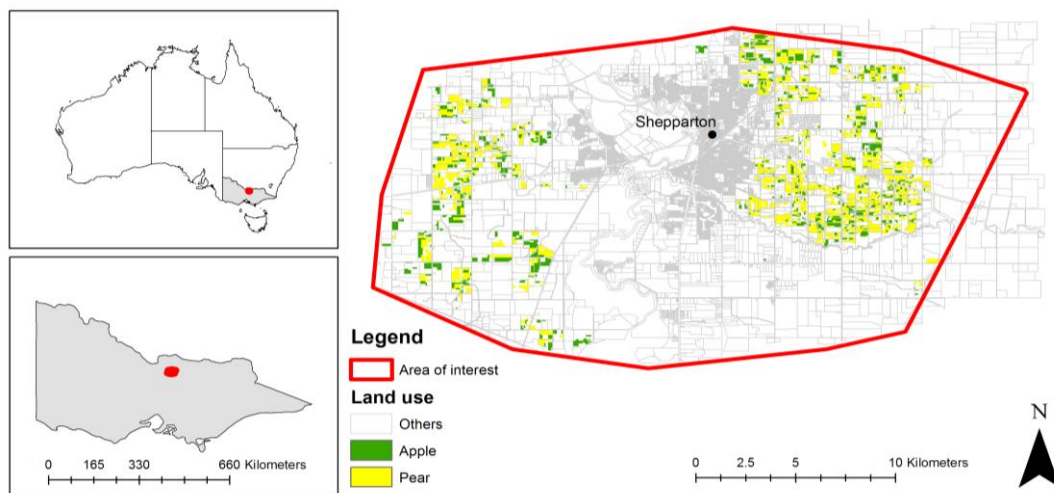 Shepparton
Legend
Area of interest
Land use
Others
Apple
Pear
0 165 330 660 Kilometers
0 2.5 5 10 Kilometers
N